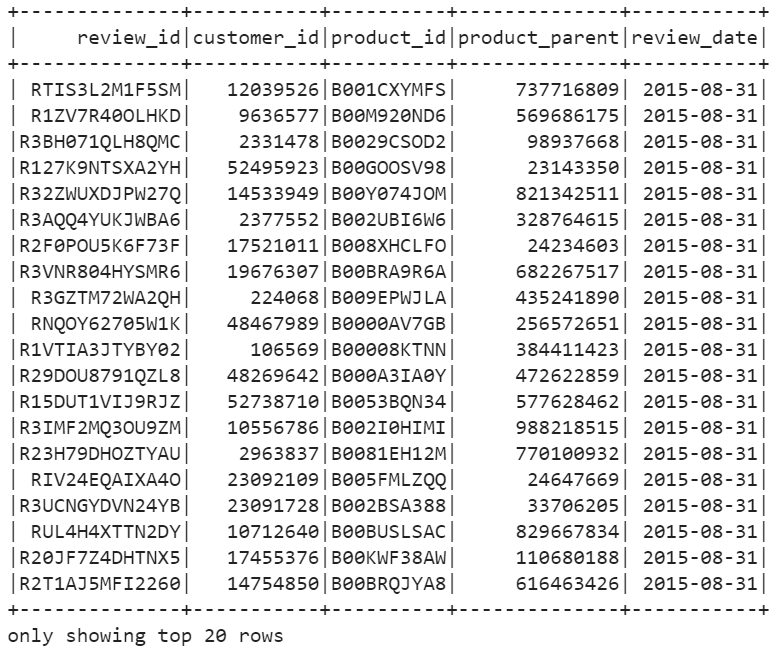 +--------------+-----------+----------+--------------+-----------+
|     review_id|customer_id|product_id|product_parent|review_date|
+--------------+-----------+----------+--------------+-----------+
| RTIS3L2M1F5SM|   12039526|B001CXYMFS|     737716809| 2015-08-31|
| R1ZV7R40OLHKD|    9636577|B00M920ND6|     569686175| 2015-08-31|
|R3BH071QLH8QMC|    2331478|B0029CSOD2|      98937668| 2015-08-31|
|R127K9NTSXA2YH|   52495923|B00GOOSV98|      23143350| 2015-08-31|
|R32ZWUXDJPW27Q|   14533949|B00Y074JOM|     821342511| 2015-08-31|
|R3AQQ4YUKJWBA6|    2377552|B002UBI6W6|     328764615| 2015-08-31|
|R2F0POU5K6F73F|   17521011|B008XHCLFO|      24234603| 2015-08-31|
|R3VNR804HYSMR6|   19676307|B00BRA9R6A|     682267517| 2015-08-31|
| R3GZTM72WA2QH|     224068|B009EPWJLA|     435241890| 2015-08-31|
| RNQOY62705W1K|   48467989|B0000AV7GB|     256572651| 2015-08-31|
|R1VTIA3JTYBY02|     106569|B00008KTNN|     384411423| 2015-08-31|
|R29DOU8791QZL8|   48269642|B000A3IA0Y|     472622859| 2015-08-31|
|R15DUT1VIJ9RJZ|   52738710|B0053BQN34|     577628462| 2015-08-31|
|R3IMF2MQ3OU9ZM|   10556786|B002I0HIMI|     988218515| 2015-08-31|
|R23H79DHOZTYAU|    2963837|B0081EH12M|     770100932| 2015-08-31|
| RIV24EQAIXA4O|   23092109|B005FMLZQQ|      24647669| 2015-08-31|
|R3UCNGYDVN24YB|   23091728|B002BSA388|      33706205| 2015-08-31|
| RUL4H4XTTN2DY|   10712640|B00BUSLSAC|     829667834| 2015-08-31|
|R20JF7Z4DHTNX5|   17455376|B00KWF38AW|     110680188| 2015-08-31|
|R2T1AJ5MFI2260|   14754850|B00BRQJYA8|     616463426| 2015-08-31|
+--------------+-----------+----------+--------------+-----------+
only showing top 20 rows